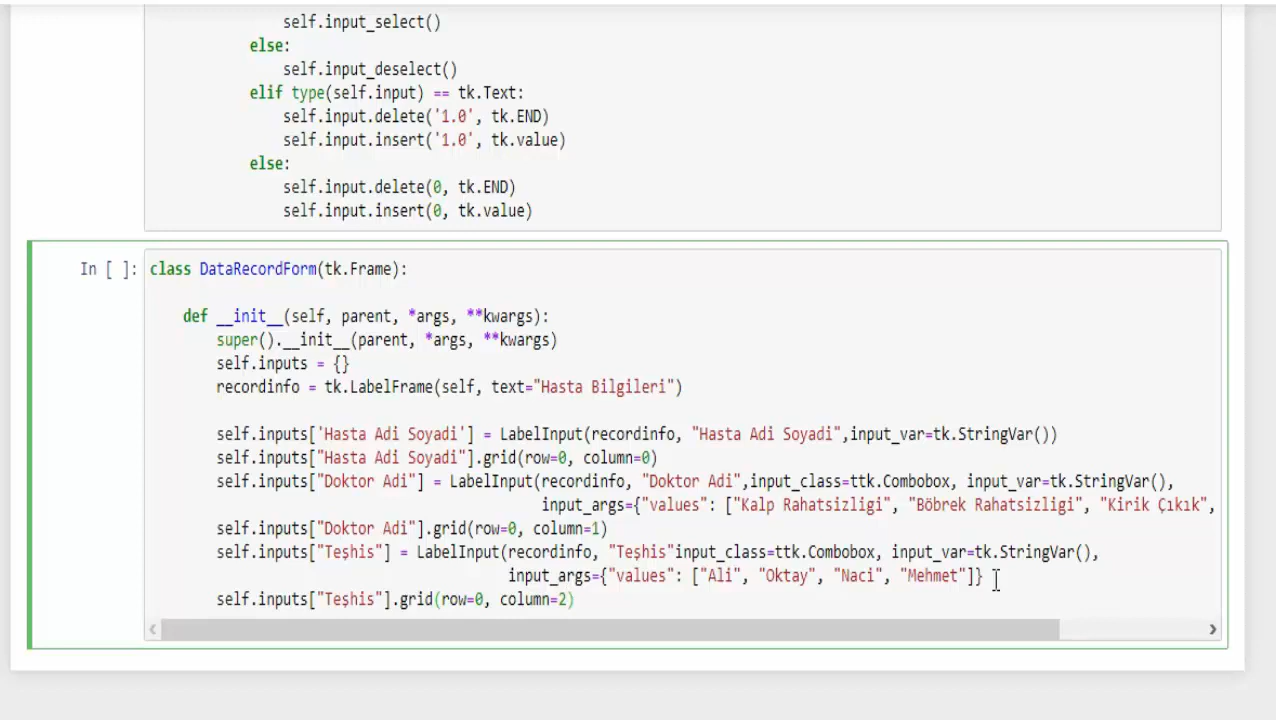 self.input_select()
else:
self.input_deselect()
elif type(self.input) == tk.Text:
self.input.delete('1.0', tk.END)
self.input.insert('1.0', tk.value)
else:
self.input.delete(0, tk.END)
self.input.insert(0, tk.value)
In [ ]: class DataRecordForm(tk.Frame):
def __init__(self, parent, *args, **kwargs):
super().__init__(parent, *args, **kwargs)
self.inputs = {}
recordinfo = tk.LabelFrame(self, text="Hasta Bilgileri")
self.inputs['Hasta Adi Soyadi'] = LabelInput(recordinfo, "Hasta Adi Soyadi",input_var=tk.StringVar())
self.inputs["Hasta Adi Soyadi"].grid(row=0, column=0)
self.inputs["Doktor Adi"] = LabelInput(recordinfo, "Doktor Adi",input_class=ttk.Combobox, input_var=tk.StringVar(),
input_args={"values": ["Kalp Rahatsizligi", "Böbrek Rahatsizligi", "Kirik Çıkık",
self.inputs["Doktor Adi"].grid(row=0, column=1)
self.inputs["Teşhis"] = LabelInput(recordinfo, "Teşhis"input_class=ttk.Combobox, input_var=tk.StringVar(),
input_args={"values": ["Ali", "Oktay", "Naci", "Mehmet"]}
self.inputs["Teşhis"].grid(row=0, column=2)